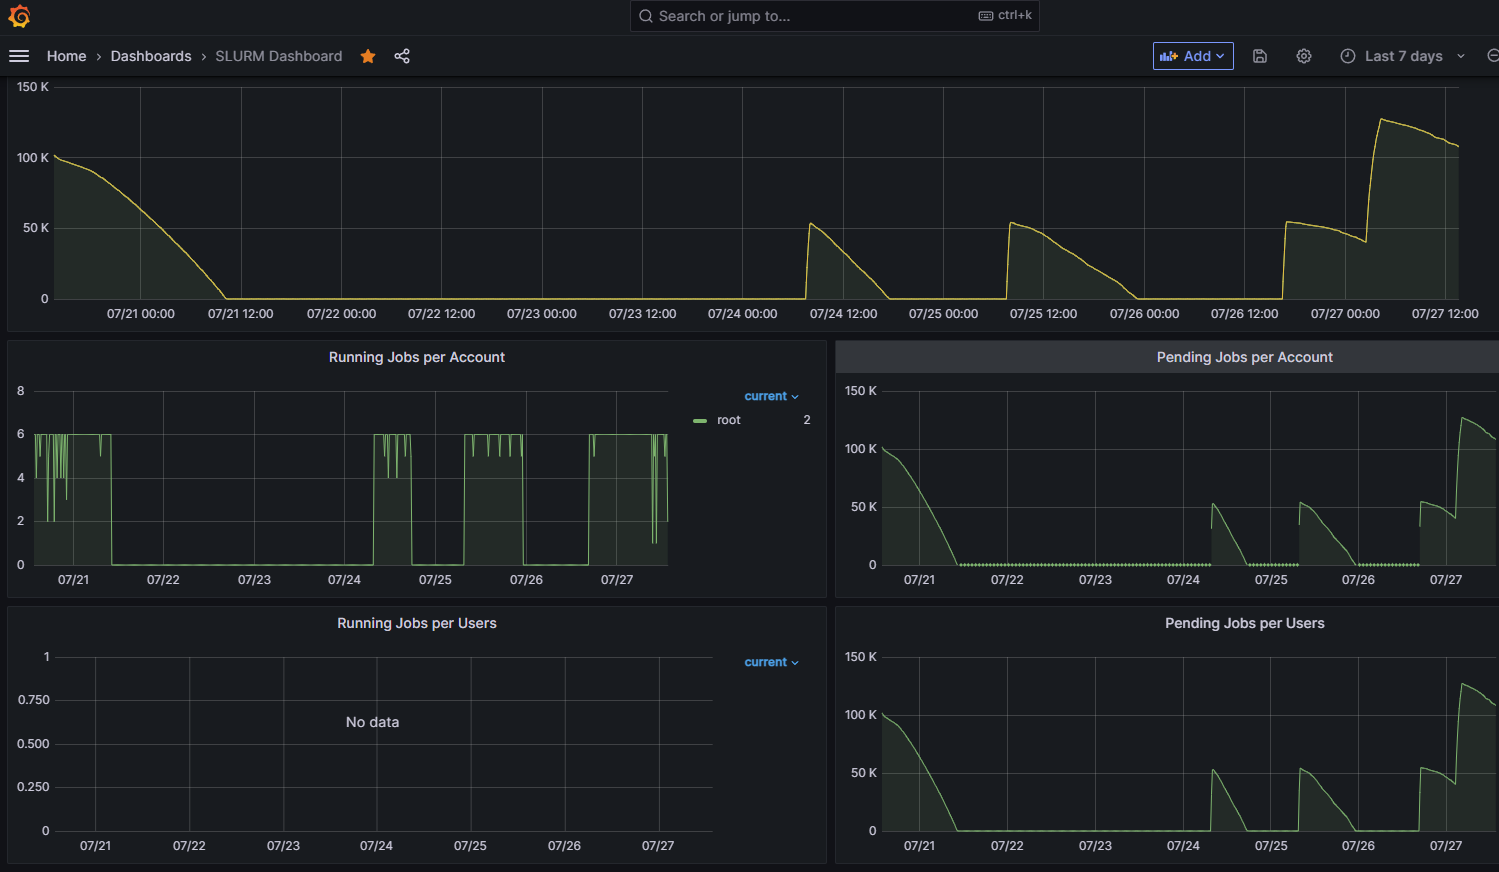 Search or jump to... ctrl+k
Home › Dashboards › SLURM Dashboard Add Last 7 days
150 K
100 K
50 K
0
07/21 00:00 07/21 12:00 07/22 00:00 07/22 12:00 07/23 00:00 07/23 12:00 07/24 00:00 07/24 12:00 07/25 00:00 07/25 12:00 07/26 00:00 07/26 12:00 07/27 00:00 07/27 12:00
Running Jobs per Account
8
6
4
2
0
07/21 07/22 07/23 07/24 07/25 07/26 07/27
current
root 2
Pending Jobs per Account
150 K
100 K
50 K
0
07/21 07/22 07/23 07/24 07/25 07/26 07/27
Running Jobs per Users
1
0.750
0.500
0.250
0
No data
07/21 07/22 07/23 07/24 07/25 07/26 07/27
current
Pending Jobs per Users
150 K
100 K
50 K
0
07/21 07/22 07/23 07/24 07/25 07/26 07/27